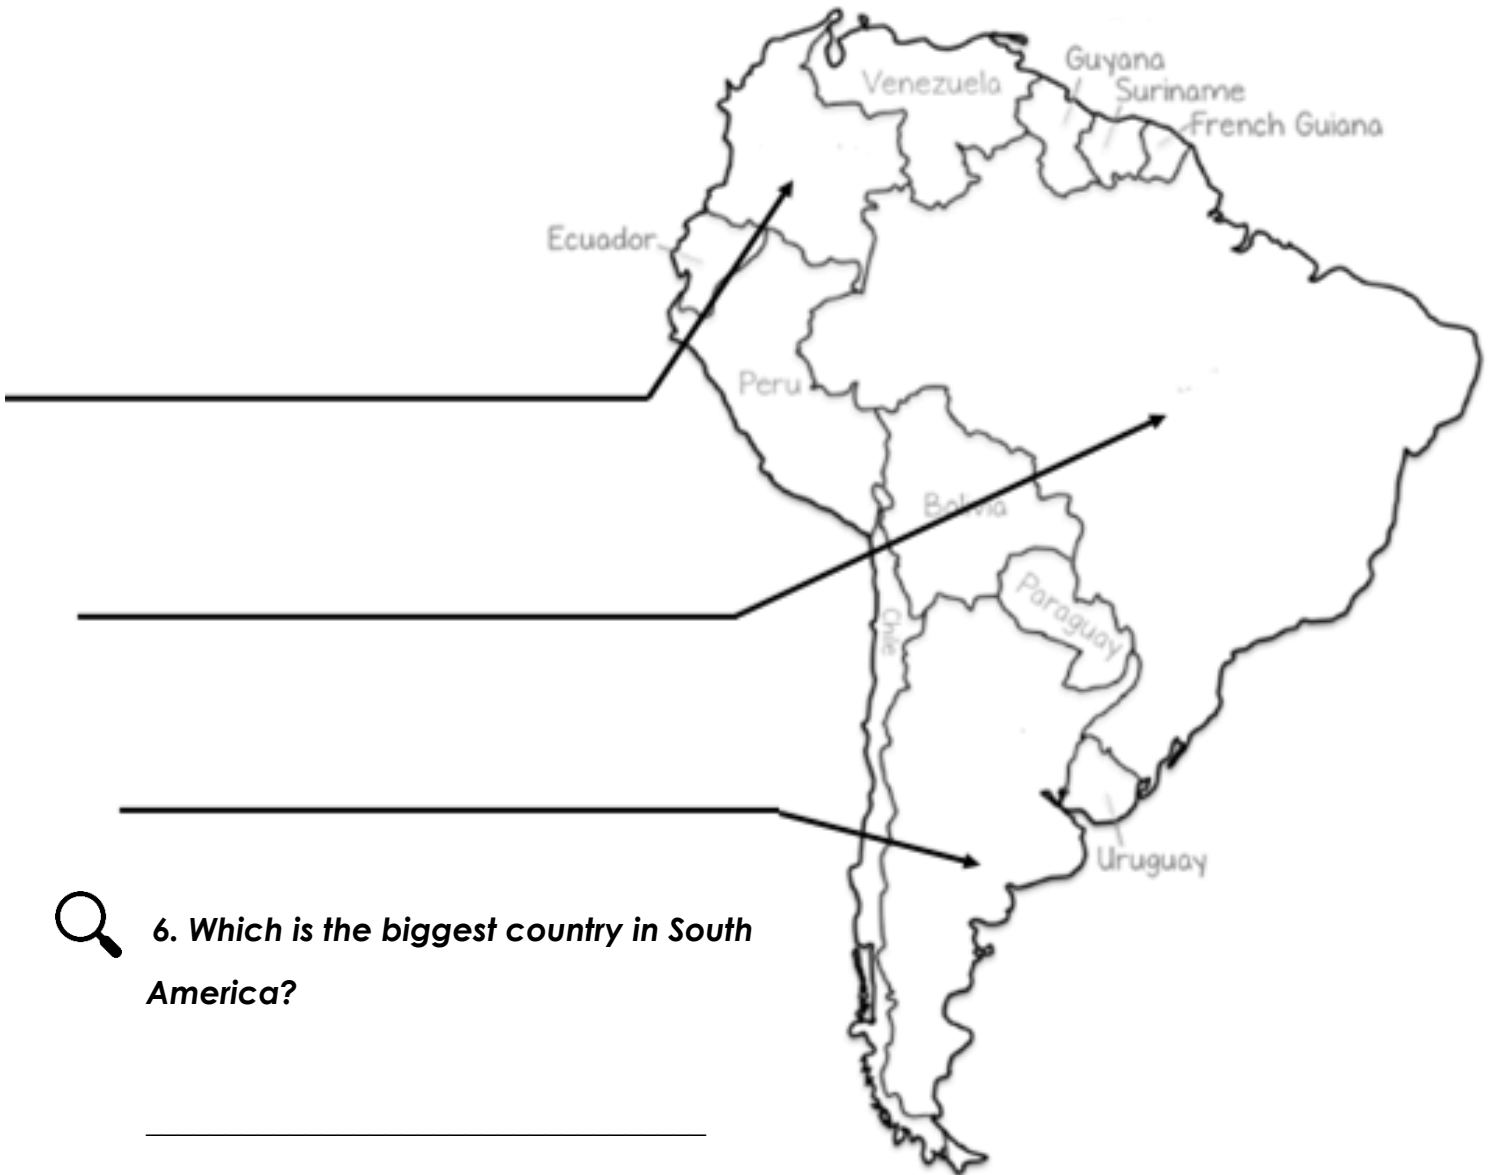 Venezuela
Guyana
Suriname
French Guiana
Ecuador
Peru
Bolivia
Paraguay
Chile
Uruguay
6. Which is the biggest country in South
America?